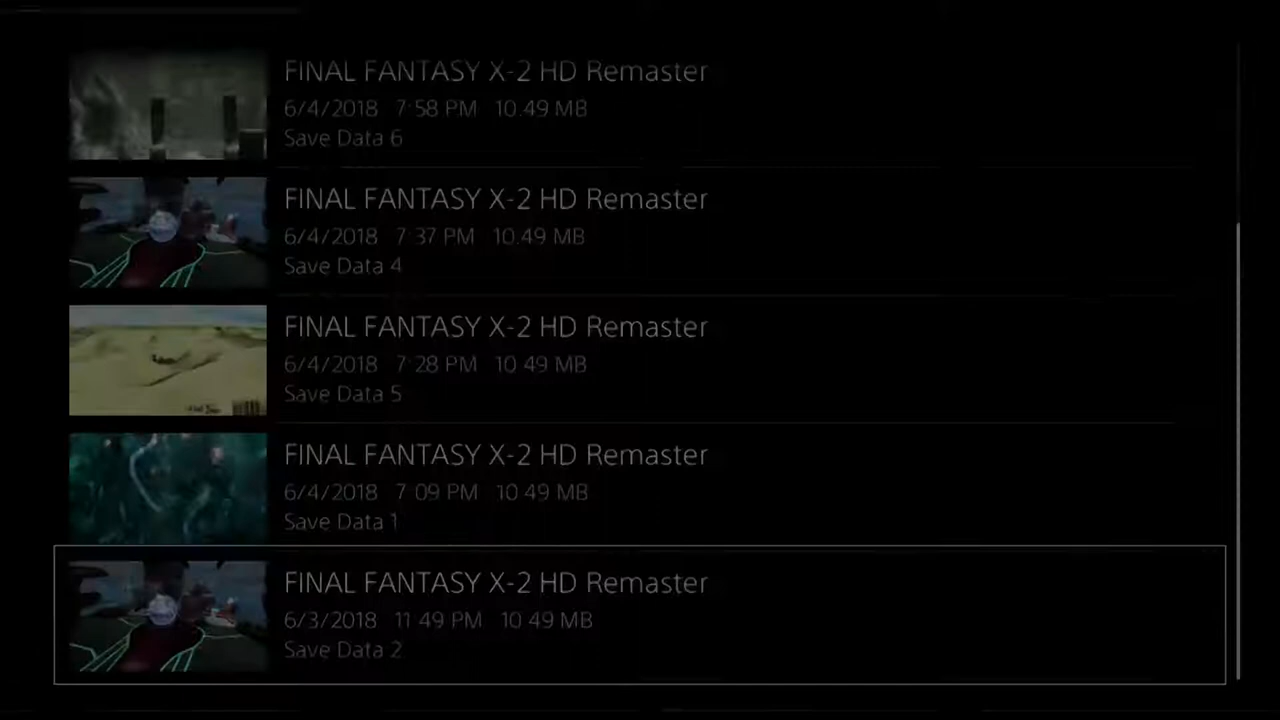 FINAL FANTASY X-2 HD Remaster
6/4/2018 7:58 PM 10.49 MB
Save Data 6
FINAL FANTASY X-2 HD Remaster
6/4/2018 7:37 PM 10.49 MB
Save Data 4
FINAL FANTASY X-2 HD Remaster
6/4/2018 7:28 PM 10.49 MB
Save Data 5
FINAL FANTASY X-2 HD Remaster
6/4/2018 7:09 PM 10.49 MB
Save Data 1
FINAL FANTASY X-2 HD Remaster
6/3/2018 11:49 PM 10.49 MB
Save Data 2